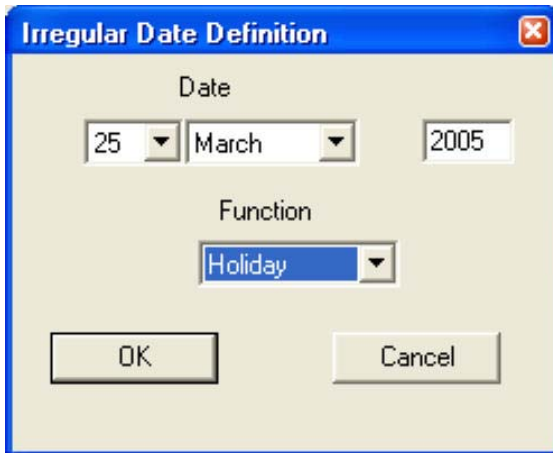 Irregular Date Definition
Date
25 March 2005
Function
Holiday
OK Cancel